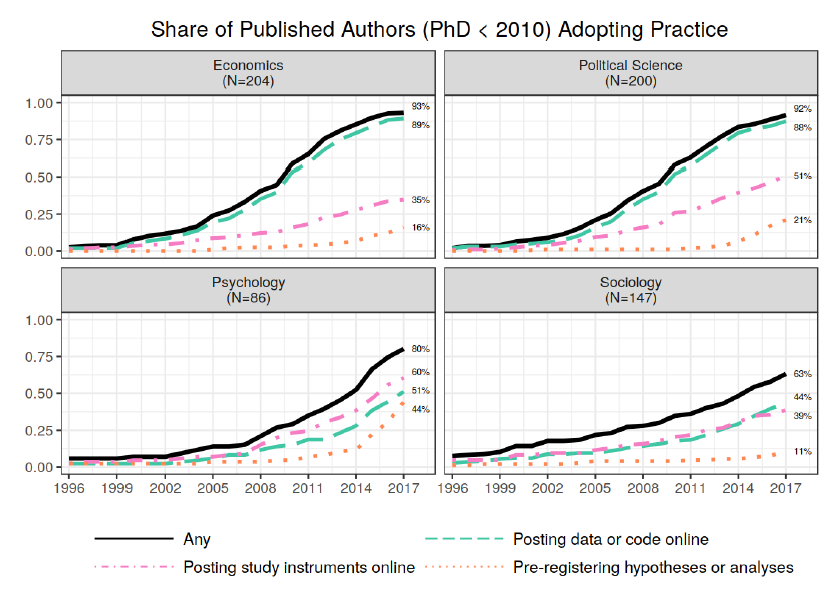 Share of Published Authors (PhD < 2010) Adopting Practice
Economics
(N=204)
Political Science
(N=200)
1.00
0.75
0.50
0.25
0.00
93%
89%
35%
16%
92%
88%
51%
21%
Psychology
(N=86)
Sociology
(N=147)
1.00
0.75
0.50
0.25
0.00
80%
60%
51%
44%
63%
44%
39%
11%
1996 1999 2002 2005 2008 2011 2014 2017
1996 1999 2002 2005 2008 2011 2014 2017
Any
Posting data or code online
Posting study instruments online
Pre-registering hypotheses or analyses